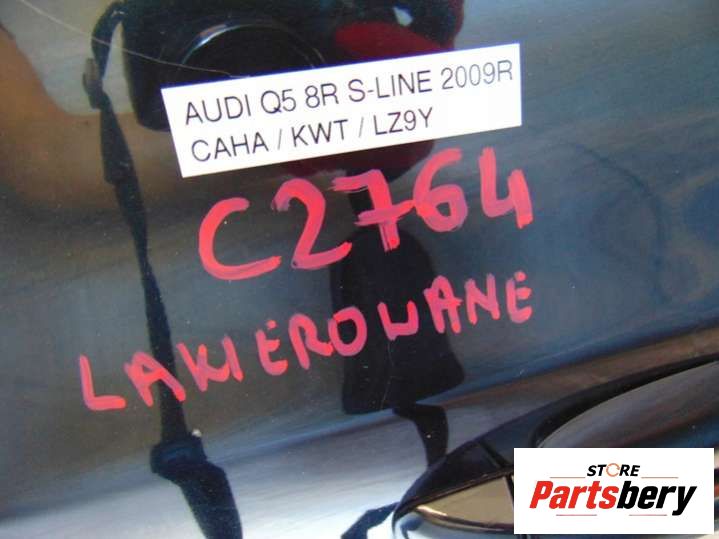 AUDI Q5 8R S-LINE 2009R
CAHA / KWT / LZ9Y
C2764
LAKIEROWANE
STORE
Partsbery